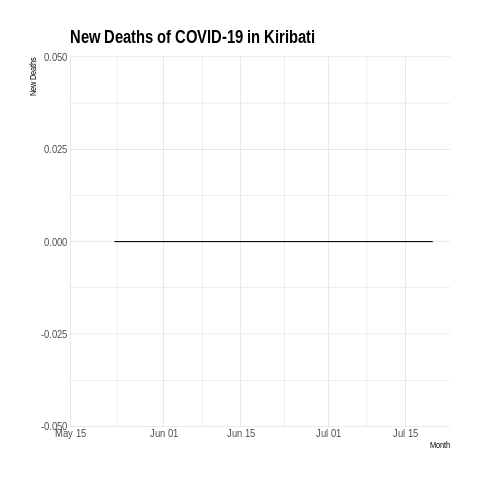 New Deaths of COVID-19 in Kiribati
New Deaths
0.050
0.025
0.000
-0.025
-0.050
May 15
Jun 01
Jun 15
Jul 01
Jul 15
Month